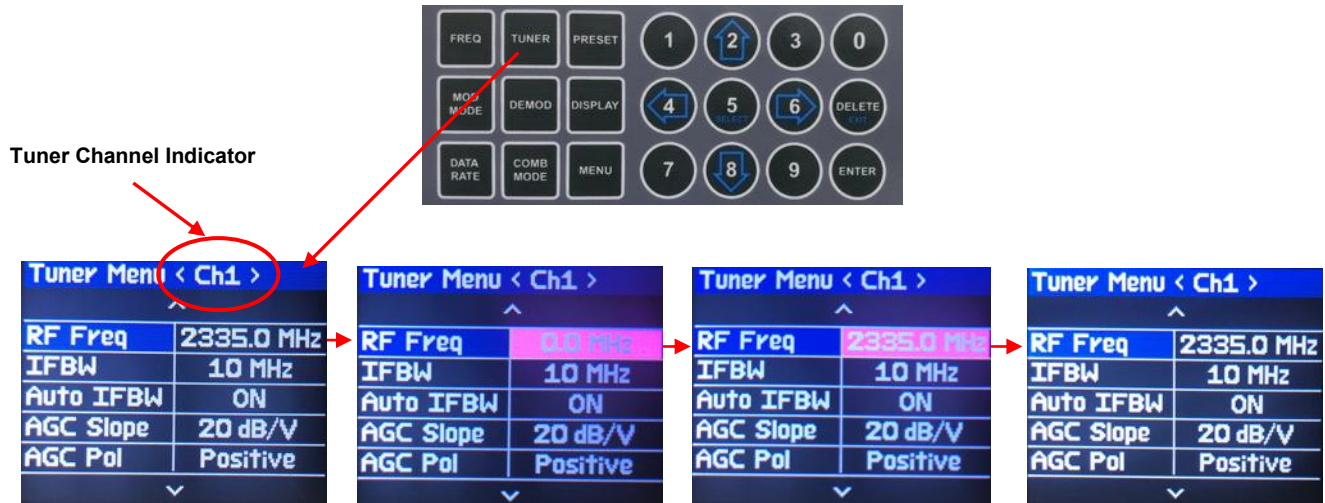 FREQ TUNER PRESET 1 2 3 0
MOD MODE DEMOD DISPLAY 4 5 SELECT 6 DELETE EXIT
DATA RATE COMB MODE MENU 7 8 9 ENTER
Tuner Channel Indicator
Tuner Menu < Ch1 >
RF Freq 2335.0 MHz
IFBW 10 MHz
Auto IFBW ON
AGC Slope 20 dB/V
AGC Pol Positive
Tuner Menu < Ch1 >
RF Freq 0.0 MHz
IFBW 10 MHz
Auto IFBW ON
AGC Slope 20 dB/V
AGC Pol Positive
Tuner Menu < Ch1 >
RF Freq 2335.0 MHz
IFBW 10 MHz
Auto IFBW ON
AGC Slope 20 dB/V
AGC Pol Positive
Tuner Menu < Ch1 >
RF Freq 2335.0 MHz
IFBW 10 MHz
Auto IFBW ON
AGC Slope 20 dB/V
AGC Pol Positive